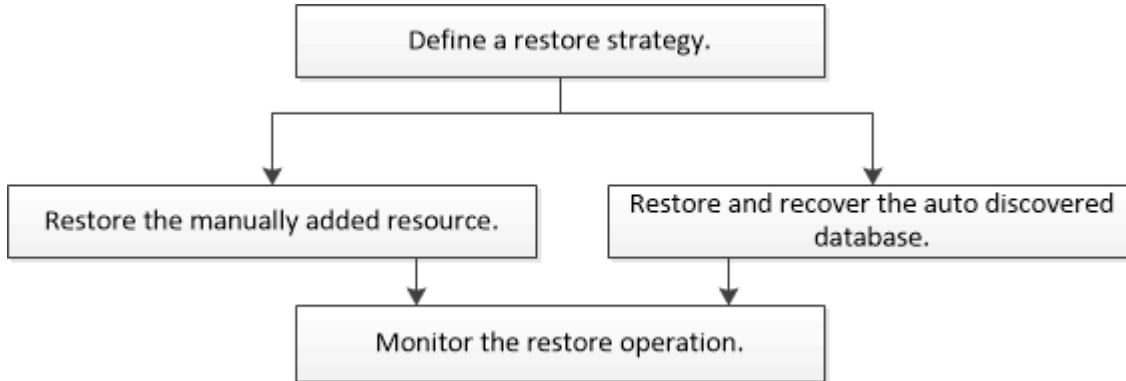 Define a restore strategy.
Restore the manually added resource.
Restore and recover the auto discovered
database.
Monitor the restore operation.